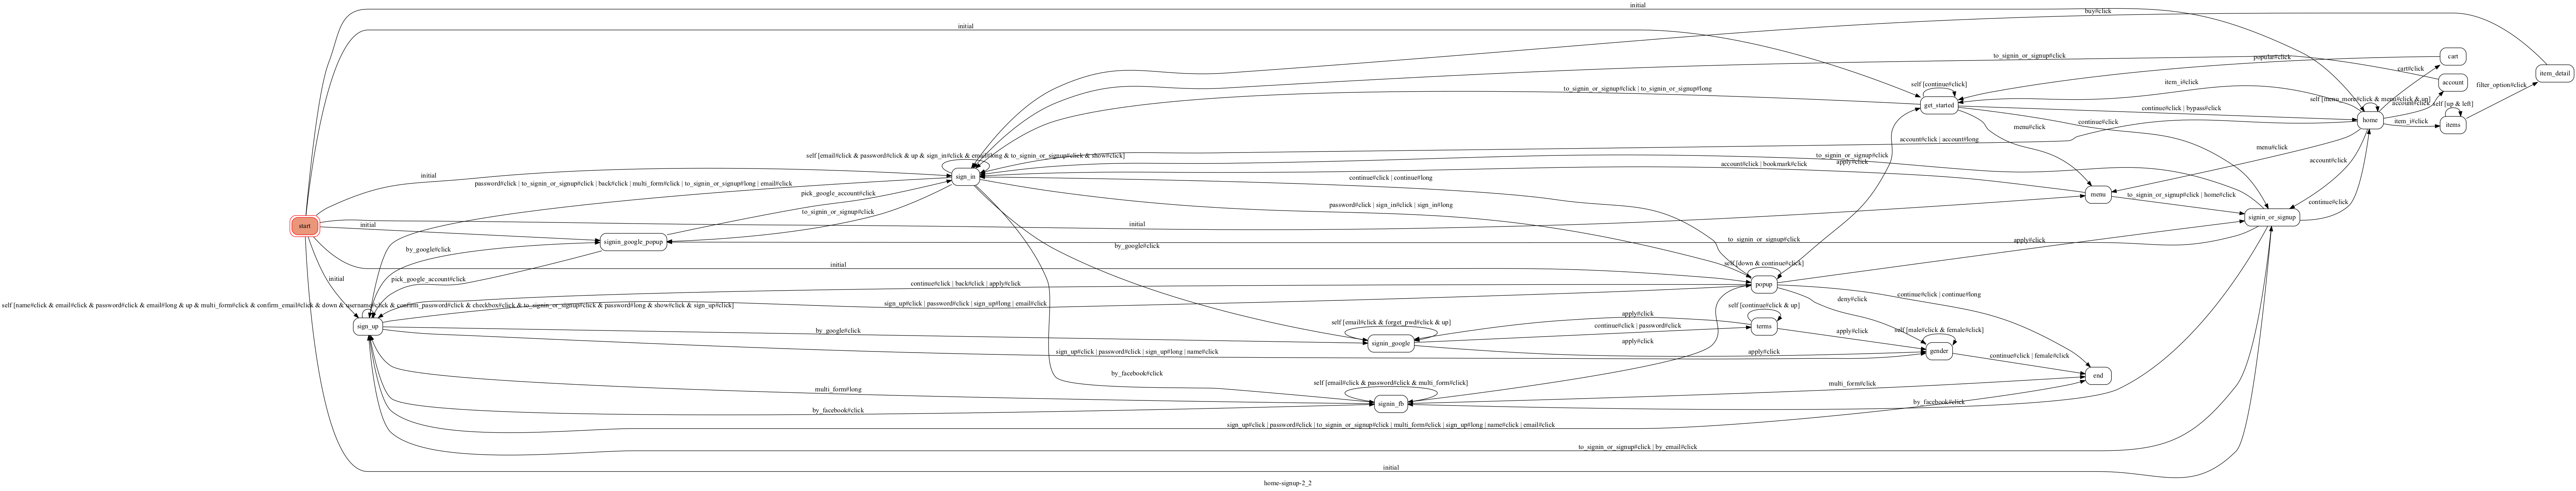 initial
buy#click
initial
to_signin_or_signup#click
cart
popular#click
cart#click
item_detail
account
item_i#click
self [continue#click]
filter_option#click
to_signin_or_signup#click | to_signin_or_signup#long
self [menu_more#click & menu#click & up]
account#click
self [up & left]
get_started
continue#click | bypass#click
home
item_i#click
items
continue#click
menu#click
account#click | account#long
menu#click
self [email#click & password#click & up & sign_in#click & email#long & to_signin_or_signup#click & show#click]
to_signin_or_signup#click
apply#click
account#click
account#click | bookmark#click
initial
sign_in
continue#click | continue#long
password#click | to_signin_or_signup#click | back#click | multi_form#click | to_signin_or_signup#long | email#click
pick_google_account#click
menu
to_signin_or_signup#click | home#click
continue#click
password#click | sign_in#click | sign_in#long
to_signin_or_signup#click
signin_or_signup
start
initial
initial
signin_google_popup
to_signin_or_signup#click
apply#click
by_google#click
by_google#click
initial
self [down & continue#click]
pick_google_account#click
initial
continue#click | back#click | apply#click
popup
continue#click | continue#long
deny#click
self [name#click & email#click & password#click & email#long & up & multi_form#click & confirm_email#click & down & username#click & confirm_password#click & checkbox#click & to_signin_or_signup#click & password#long & show#click & sign_up#click]
sign_up#click | password#click | sign_up#long | email#click
self [continue#click & up]
apply#click
self [email#click & forget_pwd#click & up]
continue#click | password#click
terms
sign_up
by_google#click
apply#click
self [male#click & female#click]
signin_google
apply#click
sign_up#click | password#click | sign_up#long | name#click
apply#click
gender
continue#click | female#click
by_facebook#click
end
self [email#click & password#click & multi_form#click]
multi_form#click
multi_form#long
signin_fb
by_facebook#click
by_facebook#click
sign_up#click | password#click | to_signin_or_signup#click | multi_form#click | sign_up#long | name#click | email#click
to_signin_or_signup#click | by_email#click
initial
home-signup-2_2